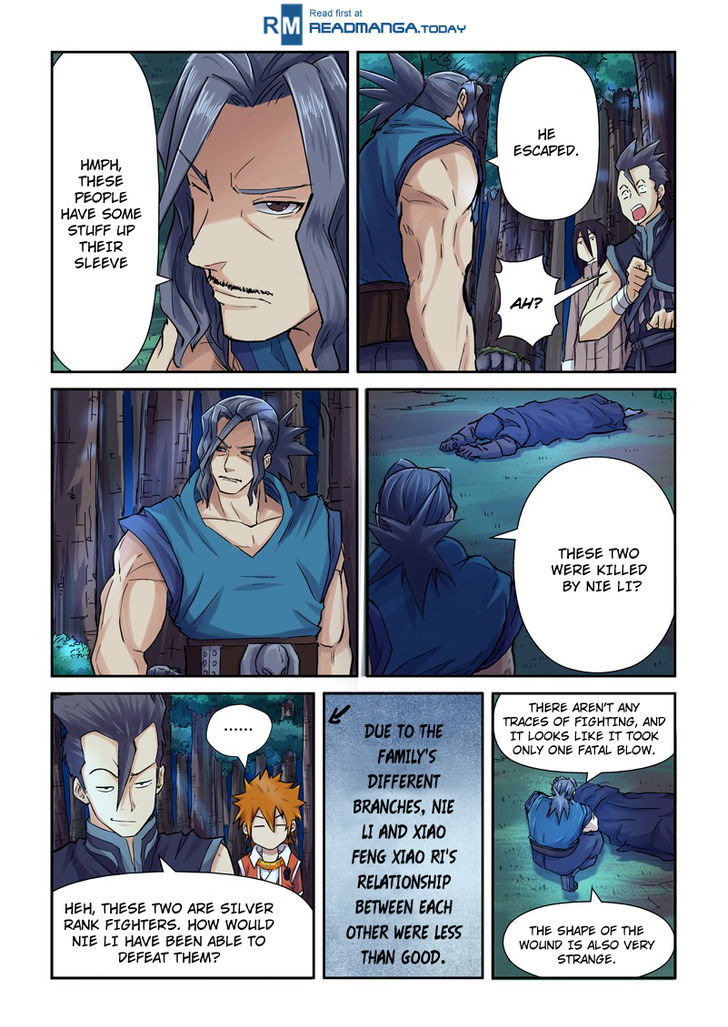 Read first at
RM READMANGA.TODAY
HMPH,
THESE
PEOPLE
HAVE SOME
STUFF UP
THEIR
SLEEVE
HE
ESCAPED.
AH?
THESE TWO
WERE KILLED
BY NIE LI?
......
HEH, THESE TWO ARE SILVER
RANK FIGHTERS. HOW WOULD
NIE LI HAVE BEEN ABLE TO
DEFEAT THEM?
DUE TO THE
FAMILY'S
DIFFERENT
BRANCHES, NIE
LI AND XIAO
FENG XIAO RI'S
RELATIONSHIP
BETWEEN EACH
OTHER WERE LESS
THAN GOOD.
THERE AREN'T ANY
TRACES OF FIGHTING, AND
IT LOOKS LIKE IT TOOK
ONLY ONE FATAL BLOW.
THE SHAPE OF THE
WOUND IS ALSO VERY
STRANGE.